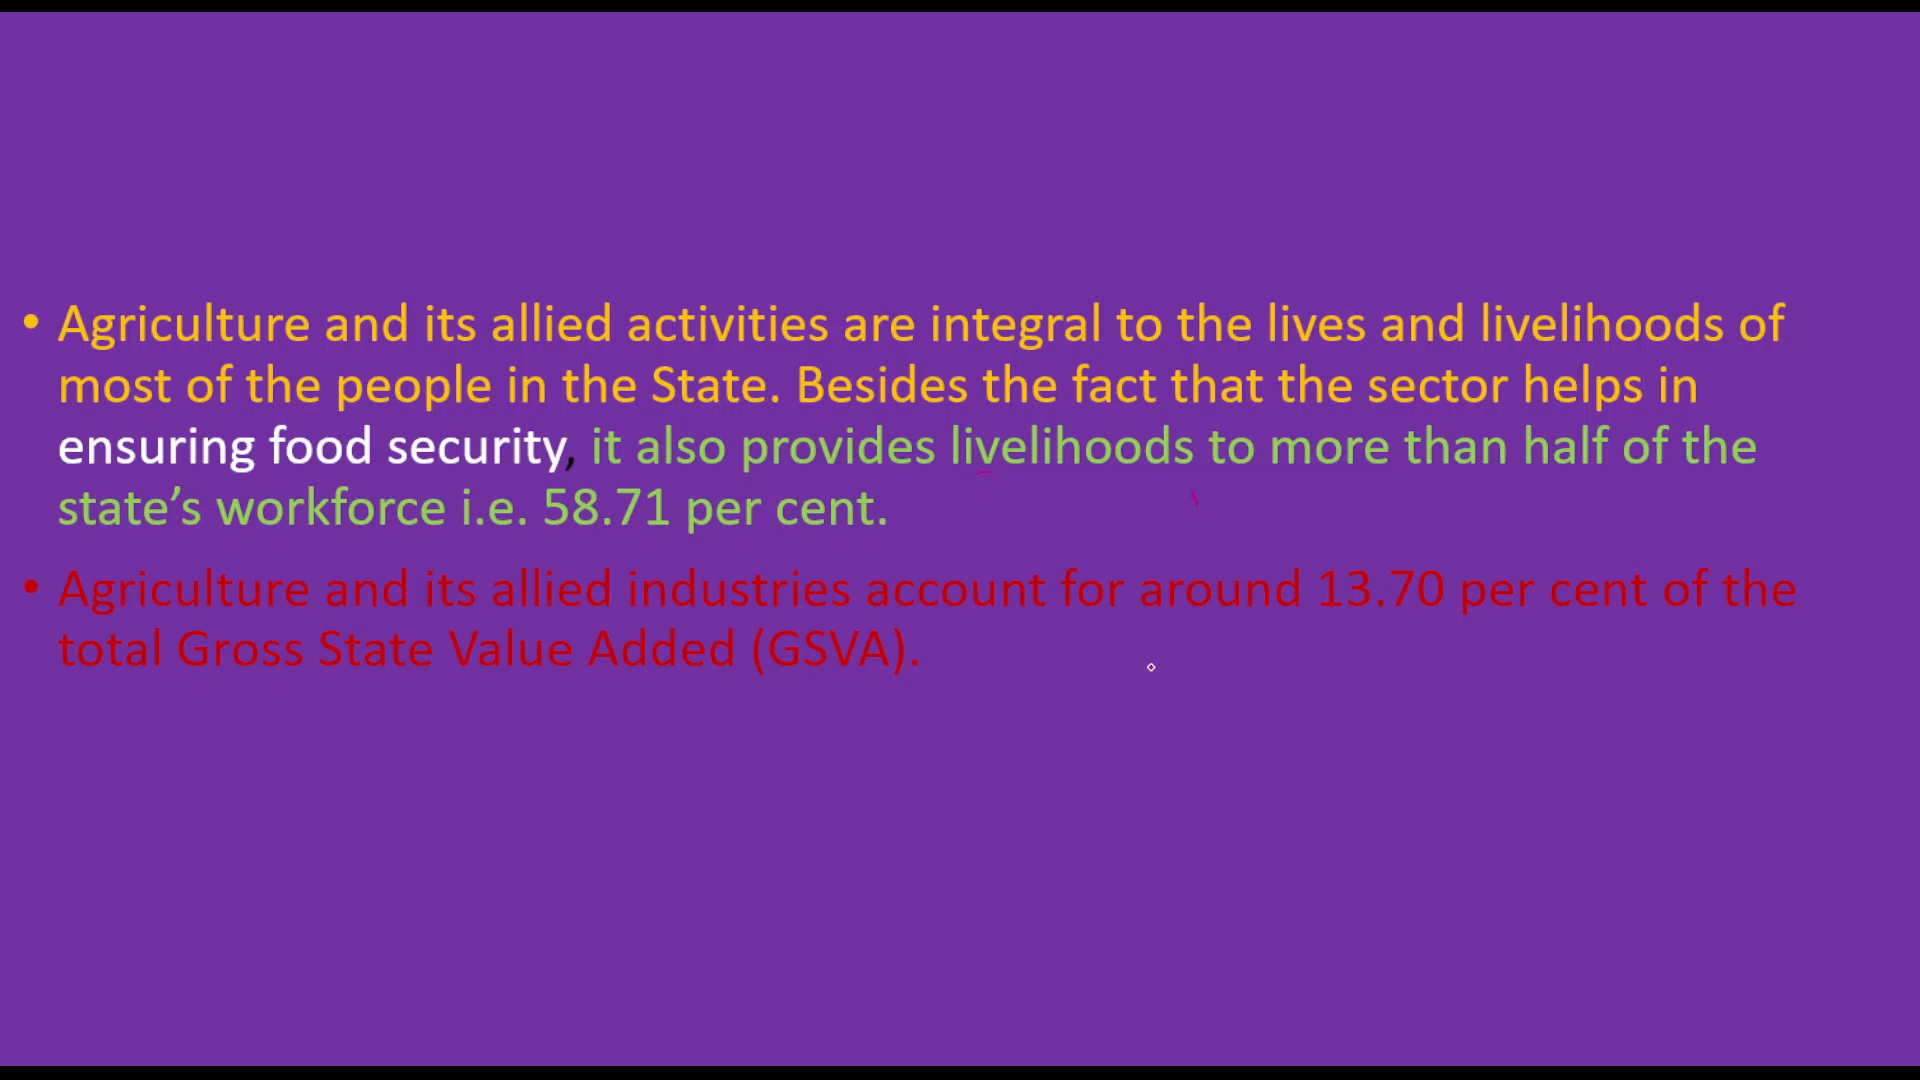 • Agriculture and its allied activities are integral to the lives and livelihoods of
most of the people in the State. Besides the fact that the sector helps in
ensuring food security, it also provides livelihoods to more than half of the
state’s workforce i.e. 58.71 per cent.
• Agriculture and its allied industries account for around 13.70 per cent of the
total Gross State Value Added (GSVA).